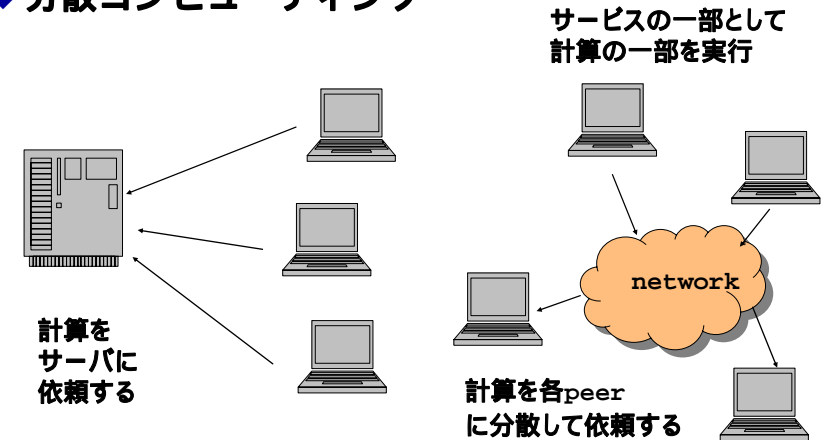 分散コンピューティング
サービスの一部として
計算の一部を実行
network
計算を
サーバに
依頼する
計算を各peer
に分散して依頼する